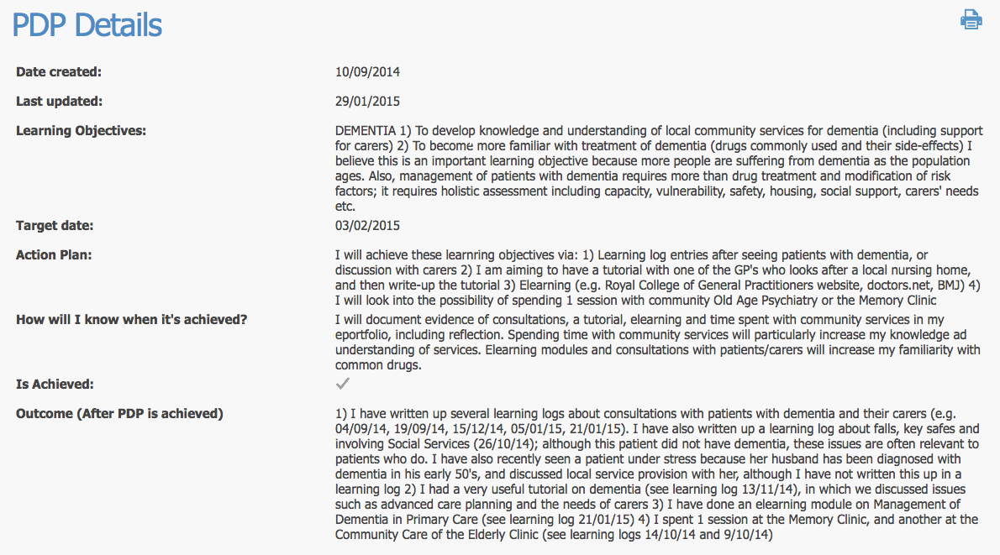 PDP Details
Date created: 10/09/2014
Last updated: 29/01/2015
Learning Objectives: DEMENTIA 1) To develop knowledge and understanding of local community services for dementia (including support
for carers) 2) To become more familiar with treatment of dementia (drugs commonly used and their side-effects) I
believe this is an important learning objective because more people are suffering from dementia as the population
ages. Also, management of patients with dementia requires more than drug treatment and modification of risk
factors; it requires holistic assessment including capacity, vulnerability, safety, housing, social support, carers' needs
etc.
Target date: 03/02/2015
Action Plan: I will achieve these learnring objectives via: 1) Learning log entries after seeing patients with dementia, or
discussion with carers 2) I am aiming to have a tutorial with one of the GP's who looks after a local nursing home,
and then write-up the tutorial 3) Elearning (e.g. Royal College of General Practitioners website, doctors.net, BMJ) 4)
I will look into the possibility of spending 1 session with community Old Age Psychiatry or the Memory Clinic
How will I know when it's achieved? I will document evidence of consultations, a tutorial, elearning and time spent with community services in my
eportfolio, including reflection. Spending time with community services will particularly increase my knowledge ad
understanding of services. Elearning modules and consultations with patients/carers will increase my familiarity with
common drugs.
Is Achieved:
Outcome (After PDP is achieved) 1) I have written up several learning logs about consultations with patients with dementia and their carers (e.g.
04/09/14, 19/09/14, 15/12/14, 05/01/15, 21/01/15). I have also written up a learning log about falls, key safes and
involving Social Services (26/10/14); although this patient did not have dementia, these issues are often relevant to
patients who do. I have also recently seen a patient under stress because her husband has been diagnosed with
dementia in his early 50's, and discussed local service provision with her, although I have not written this up in a
learning log 2) I had a very useful tutorial on dementia (see learning log 13/11/14), in which we discussed issues
such as advanced care planning and the needs of carers 3) I have done an elearning module on Management of
Dementia in Primary Care (see learning log 21/01/15) 4) I spent 1 session at the Memory Clinic, and another at the
Community Care of the Elderly Clinic (see learning logs 14/10/14 and 9/10/14)